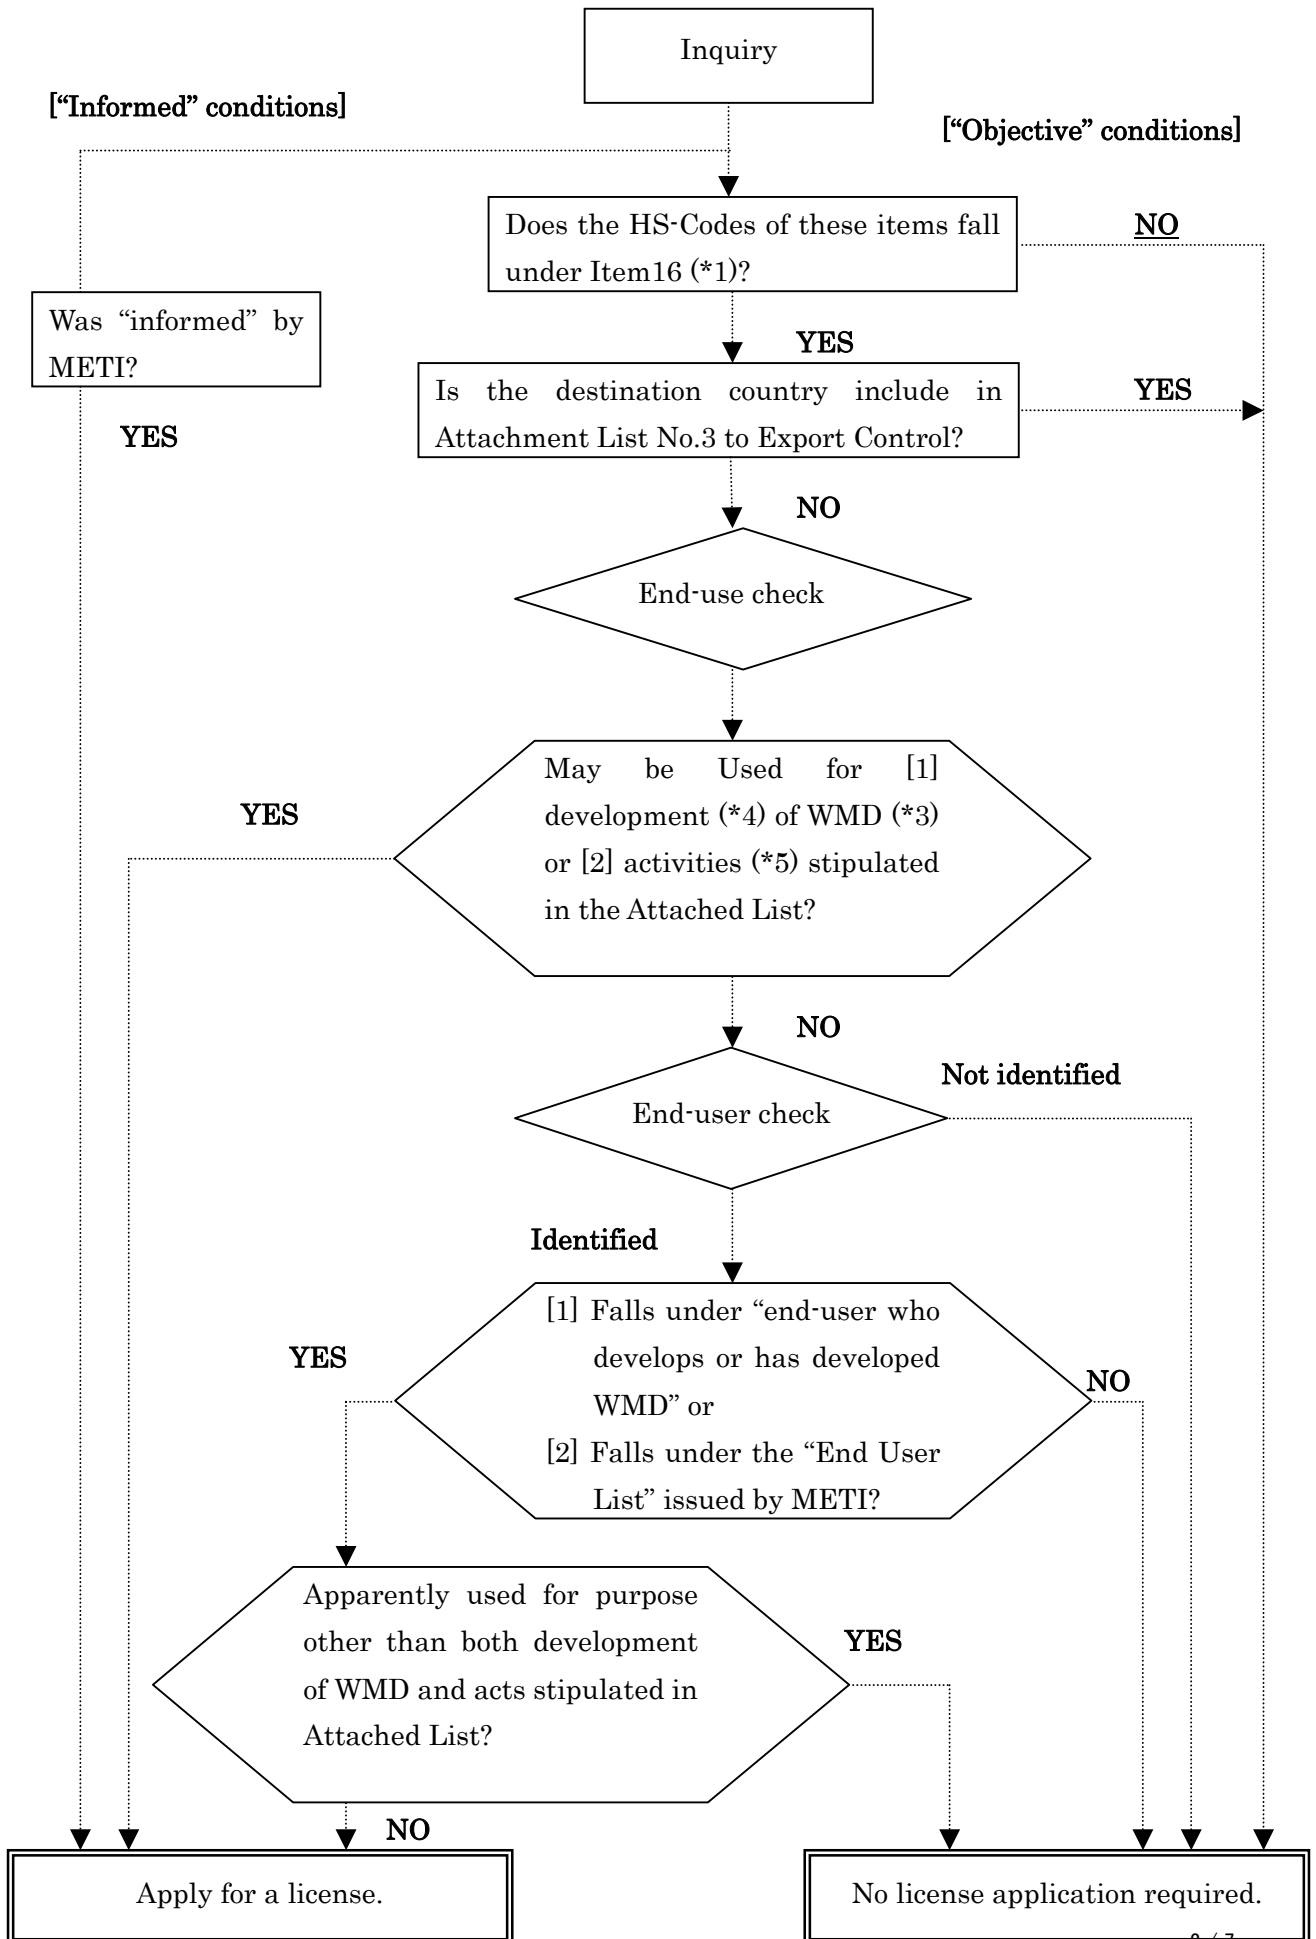 Inquiry
[“Informed” conditions]
[“Objective” conditions]
Does the HS-Codes of these items fall
under Item16 (*1)?
NO
Was “informed” by
METI?
YES
YES
Is the destination country include in
Attachment List No.3 to Export Control?
YES
NO
End-use check
May be Used for [1]
development (*4) of WMD (*3)
or [2] activities (*5) stipulated
in the Attached List?
YES
NO
End-user check
Not identified
Identified
[1] Falls under “end-user who
develops or has developed
WMD” or
[2] Falls under the “End User
List” issued by METI?
YES
NO
Apparently used for purpose
other than both development
of WMD and acts stipulated in
Attached List?
YES
NO
Apply for a license.
No license application required.